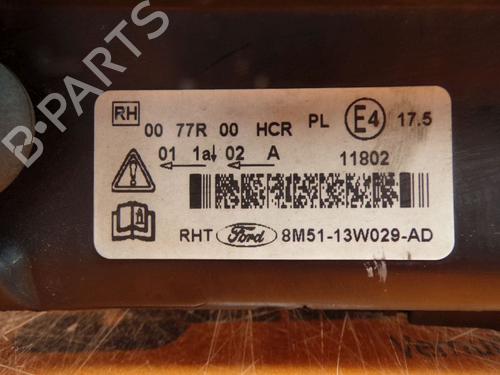 RH
00 77R 00 HCR PL E4 17.5
01 1a 02 A
11802
RHT Ford 8M51-13W029-AD
B-PARTS